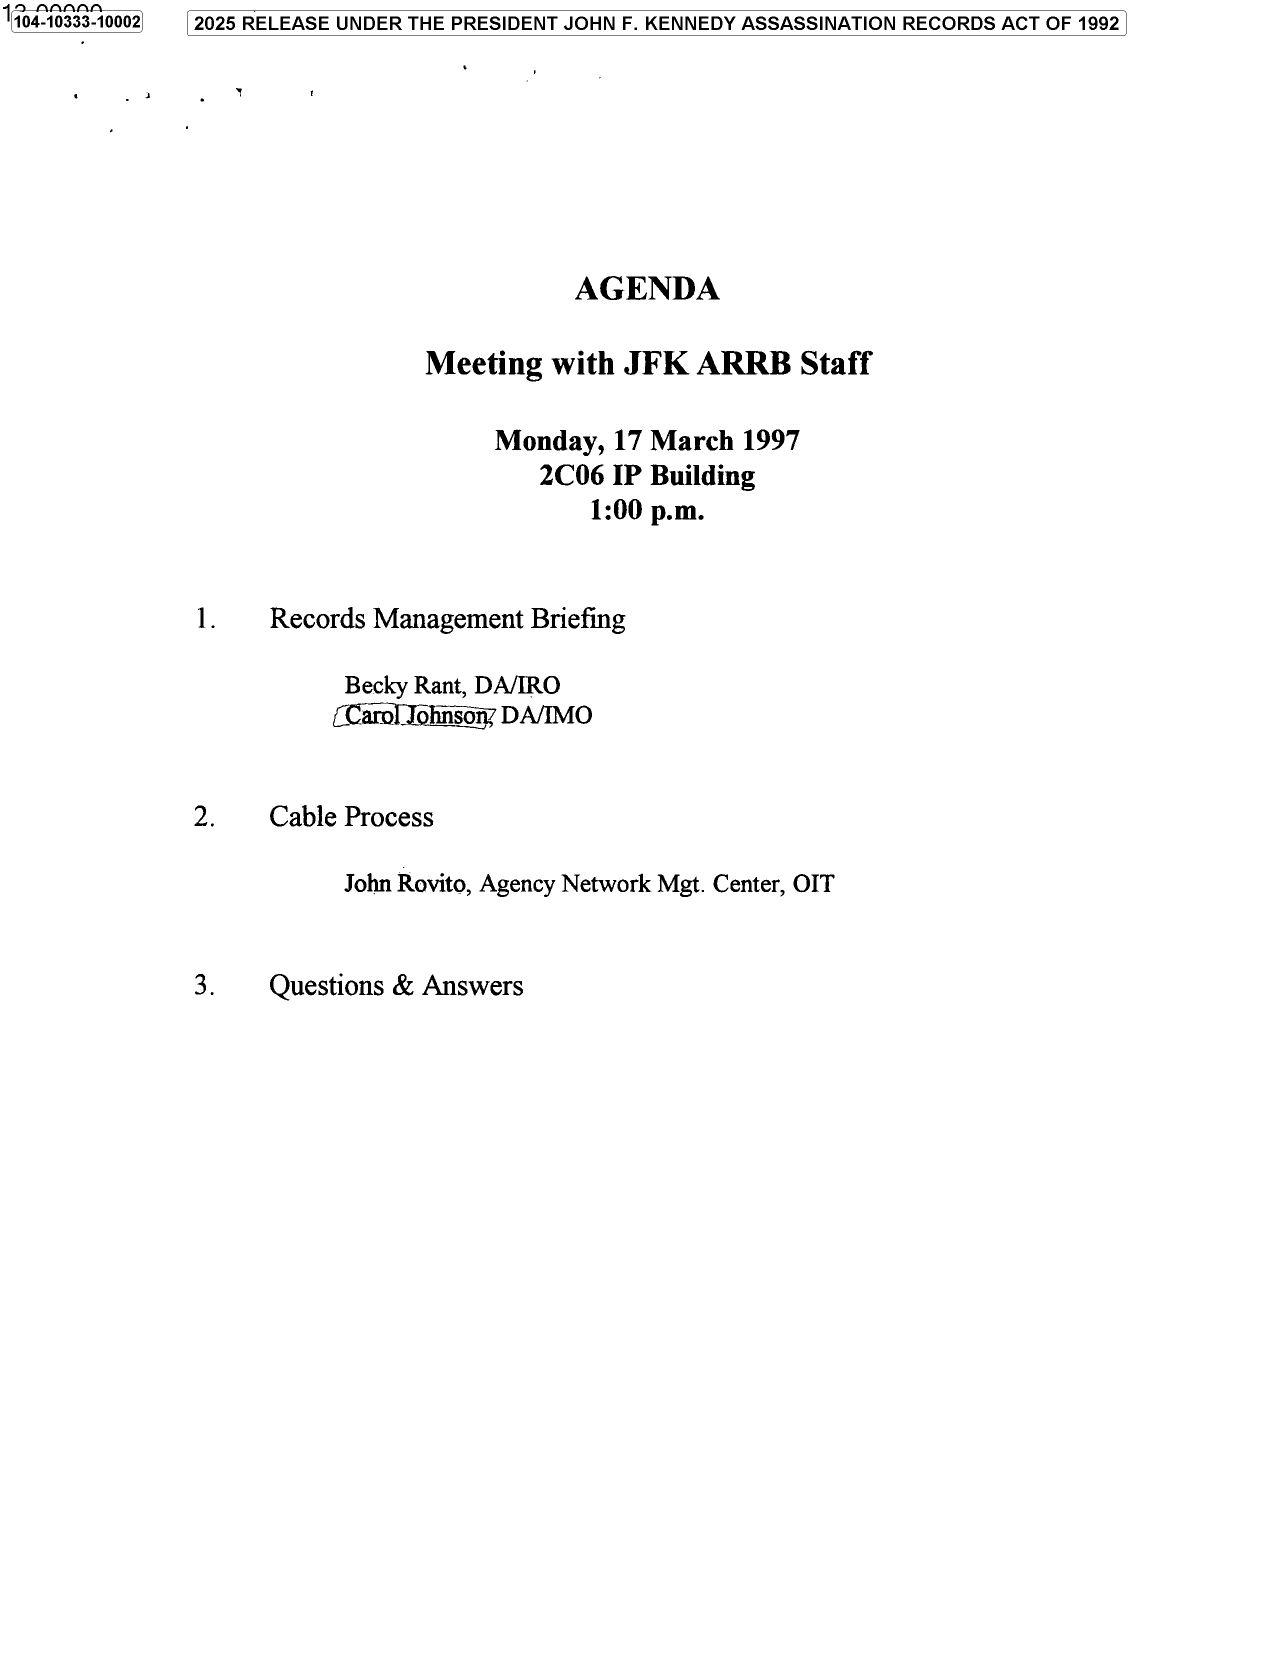 104-10333-10002
2025 RELEASE UNDER THE PRESIDENT JOHN F. KENNEDY ASSASSINATION RECORDS ACT OF 1992
AGENDA
Meeting with JFK ARRB Staff
Monday, 17 March 1997
2C06 IP Building
1:00 p.m.
1. Records Management Briefing
Becky Rant, DA/IRO
Carol Johnson, DA/IMO
2. Cable Process
John Rovito, Agency Network Mgt. Center, OIT
3. Questions & Answers